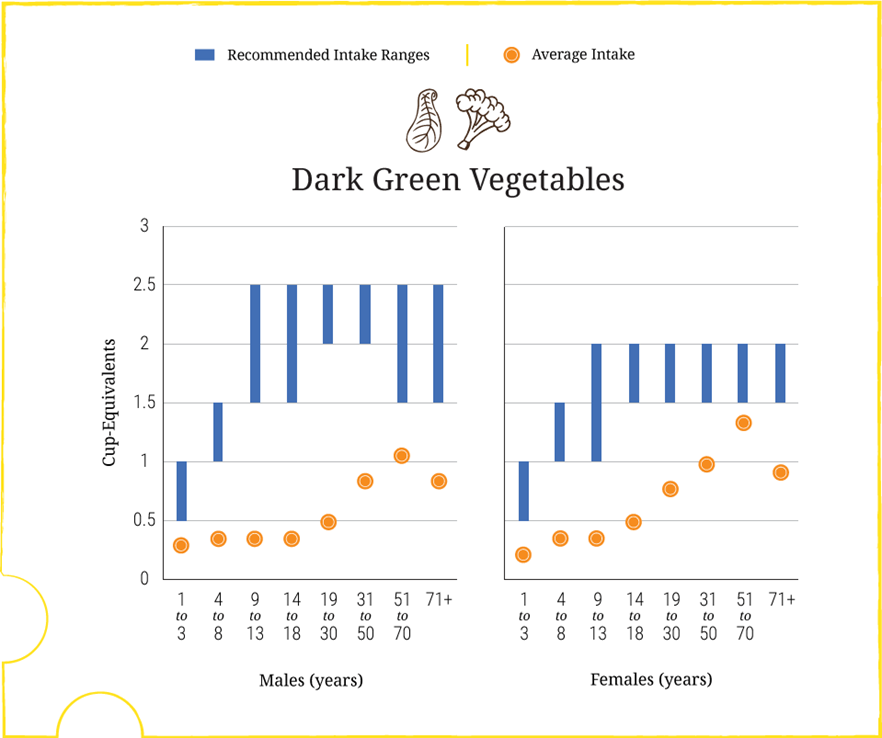 Recommended Intake Ranges
Average Intake
Dark Green Vegetables
Cup-Equivalents
3
2.5
2
1.5
1
0.5
0
1 to 3
4 to 8
9 to 13
14 to 18
19 to 30
31 to 50
51 to 70
71+
Males (years)
1 to 3
4 to 8
9 to 13
14 to 18
19 to 30
31 to 50
51 to 70
71+
Females (years)